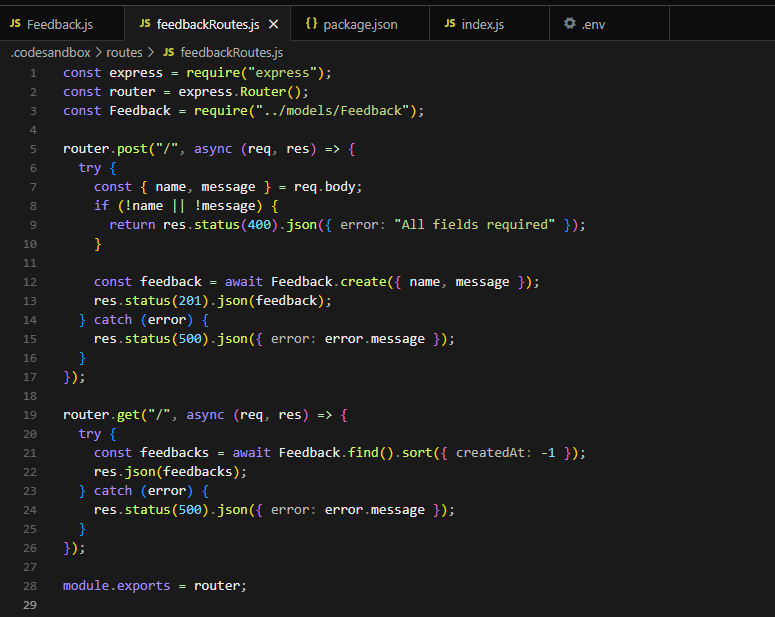 JS Feedback.js JS feedbackRoutes.js × {} package.json JS index.js .env
.codesandbox > routes > JS feedbackRoutes.js
1 const express = require("express");
2 const router = express.Router();
3 const Feedback = require("../models/Feedback");
4
5 router.post("/", async (req, res) => {
6   try {
7     const { name, message } = req.body;
8     if (!name || !message) {
9       return res.status(400).json({ error: "All fields required" });
10     }
11
12     const feedback = await Feedback.create({ name, message });
13     res.status(201).json(feedback);
14   } catch (error) {
15     res.status(500).json({ error: error.message });
16   }
17 });
18
19 router.get("/", async (req, res) => {
20   try {
21     const feedbacks = await Feedback.find().sort({ createdAt: -1 });
22     res.json(feedbacks);
23   } catch (error) {
24     res.status(500).json({ error: error.message });
25   }
26 });
27
28 module.exports = router;
29